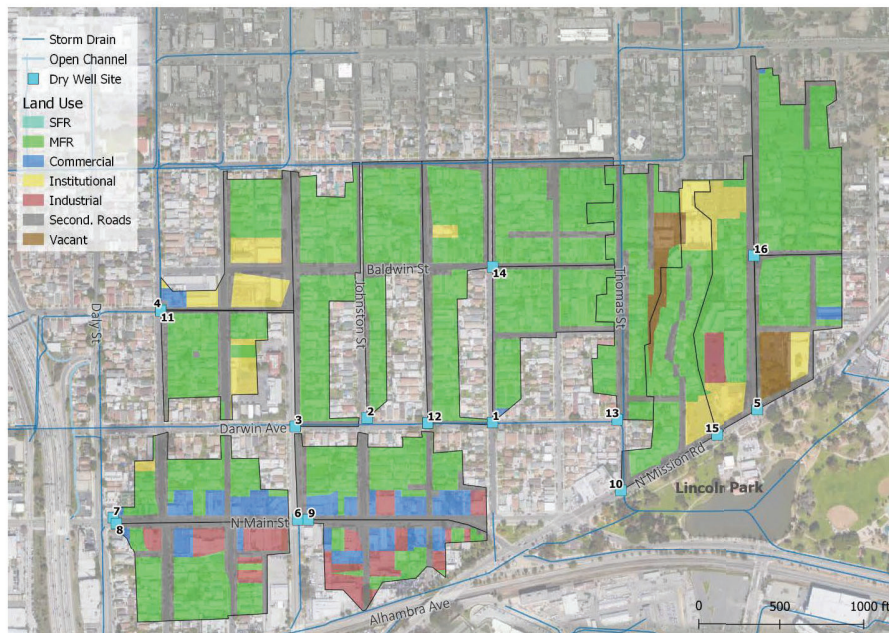 Storm Drain
Open Channel
Dry Well Site
Land Use
SFR
MFR
Commercial
Institutional
Industrial
Second. Roads
Vacant
16
Baldwin St
14
Thomas St
Johnston St
4
11
Daly St
5
3
2
12
1
13
Darwin Ave
15
N Mission Rd
10
Lincoln Park
7
8
6
9
N Main St
Alhambra Ave
0
500
1000 ft